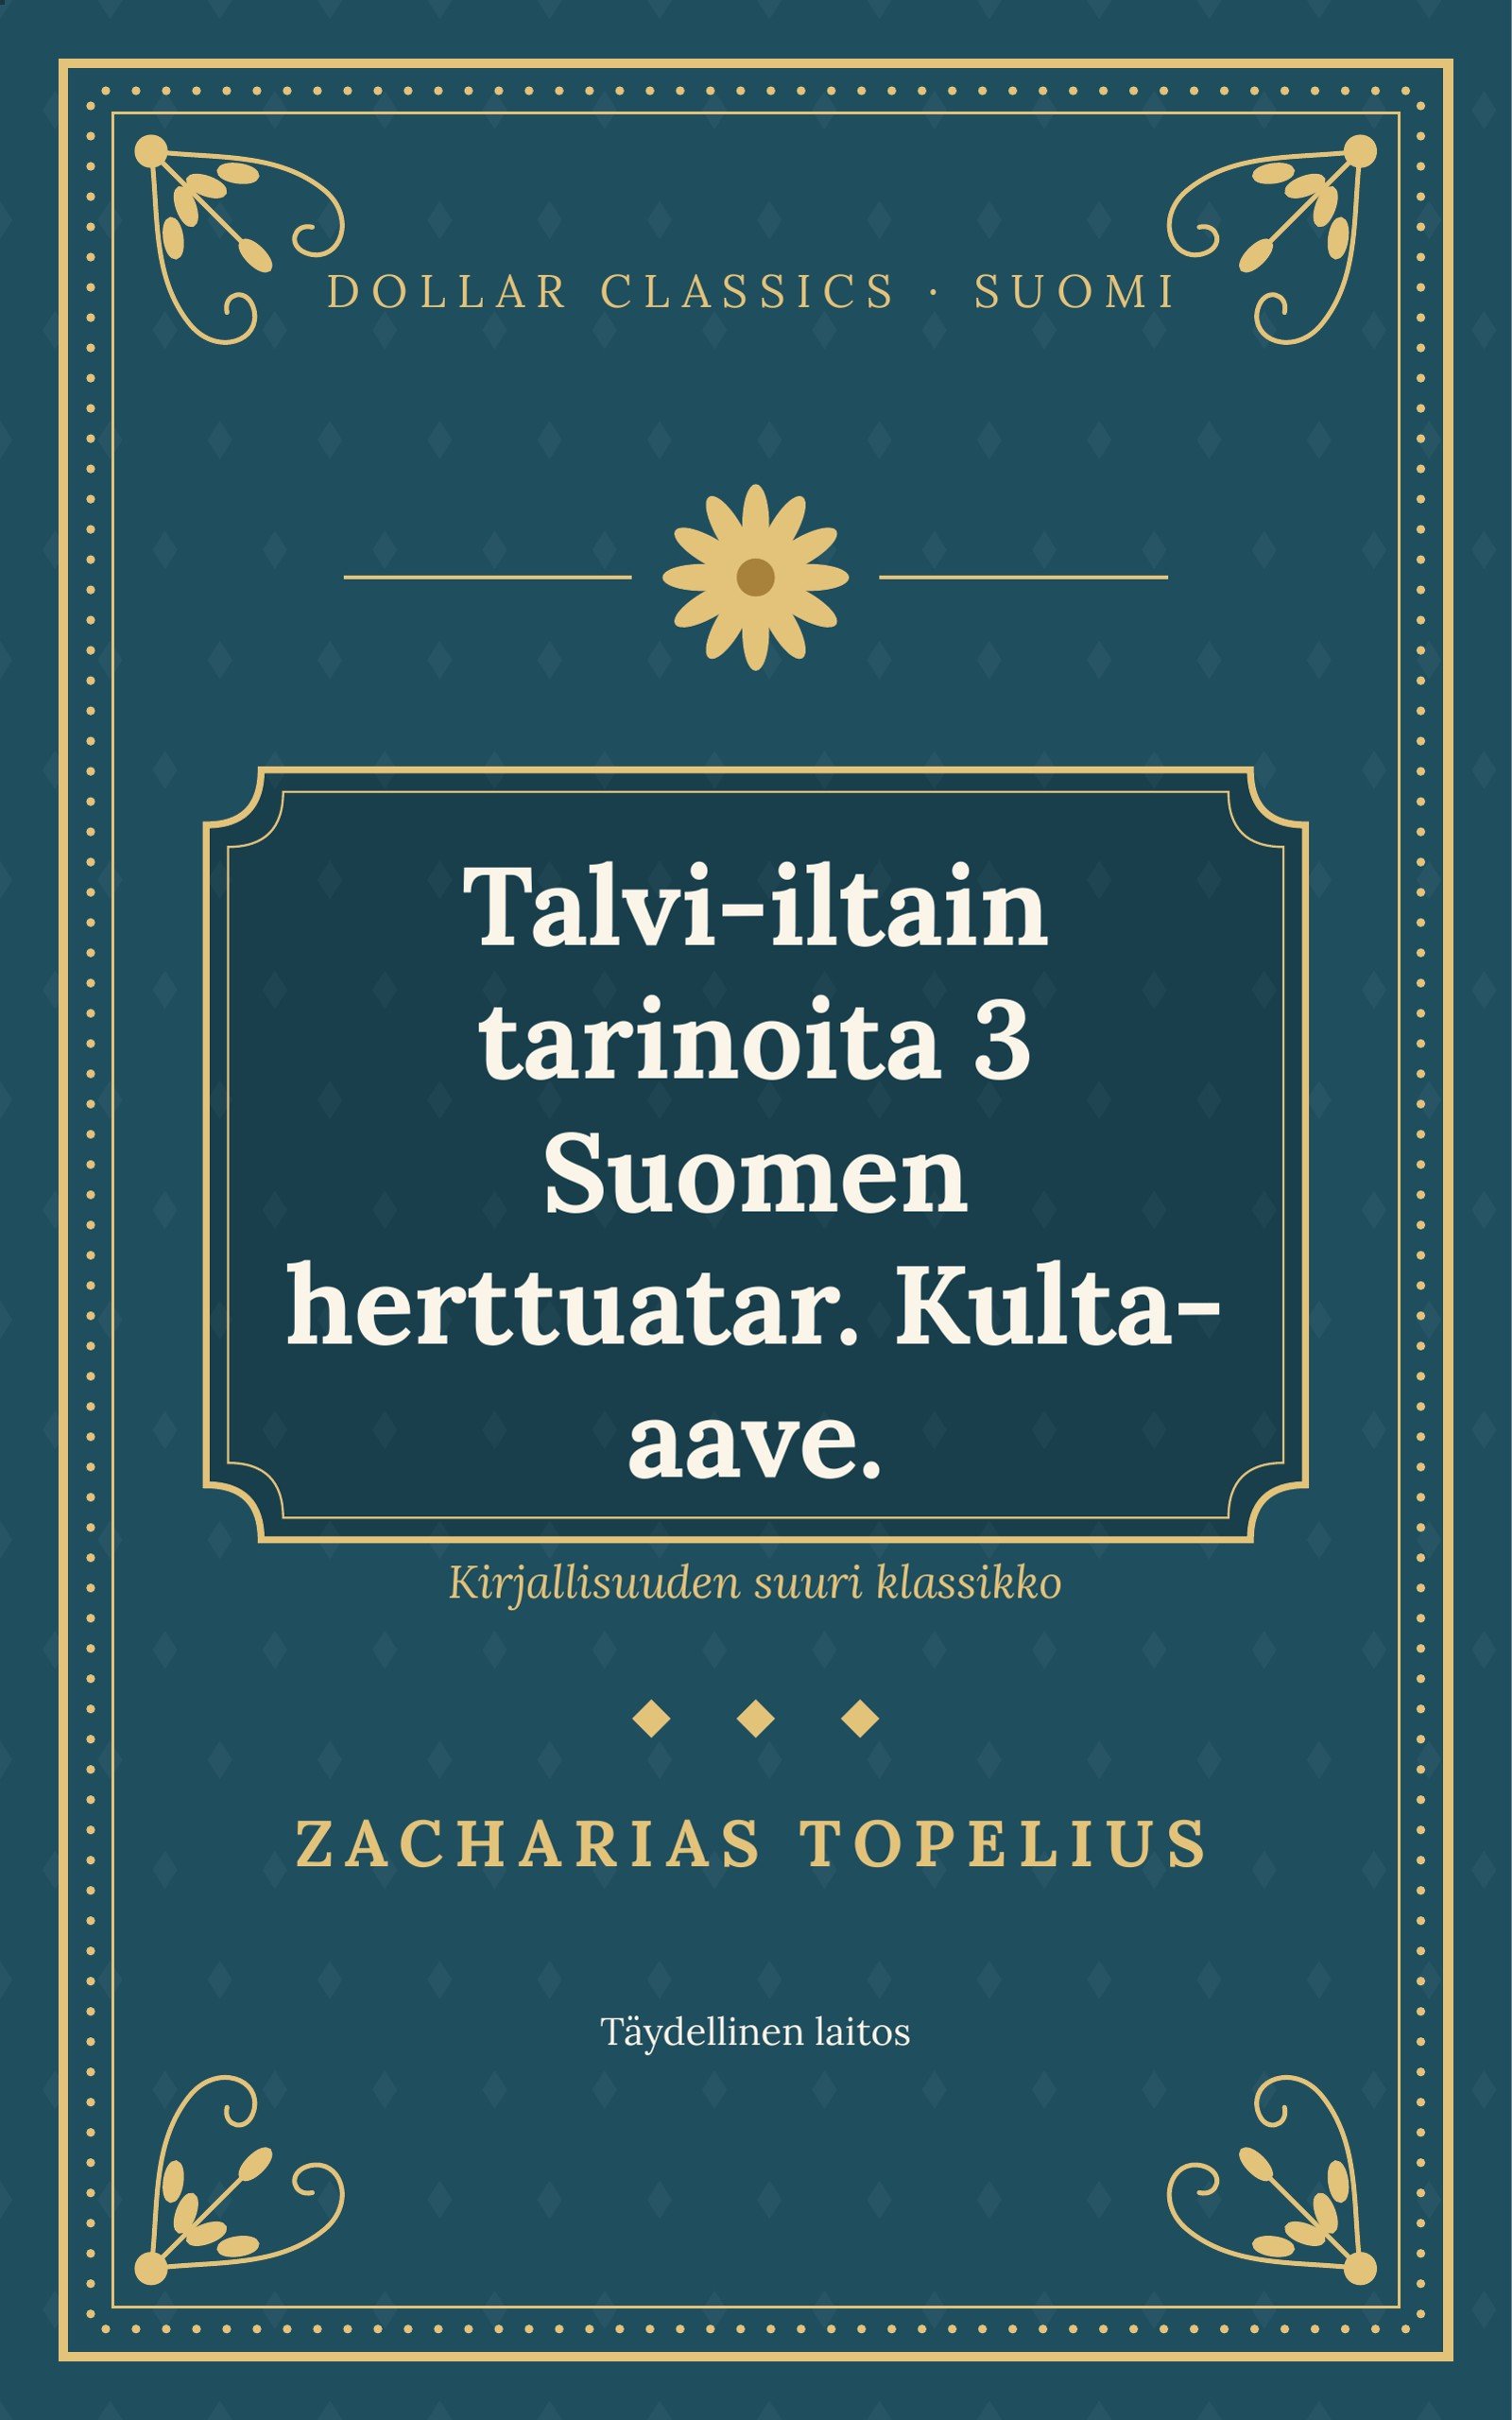 DOLLAR CLASSICS · SUOMI
Talvi-iltain
tarinoita 3
Suomen
herttuatar. Kulta-
aave.
Kirjallisuuden suuri klassikko
ZACHARIAS TOPELIUS
Täydellinen laitos